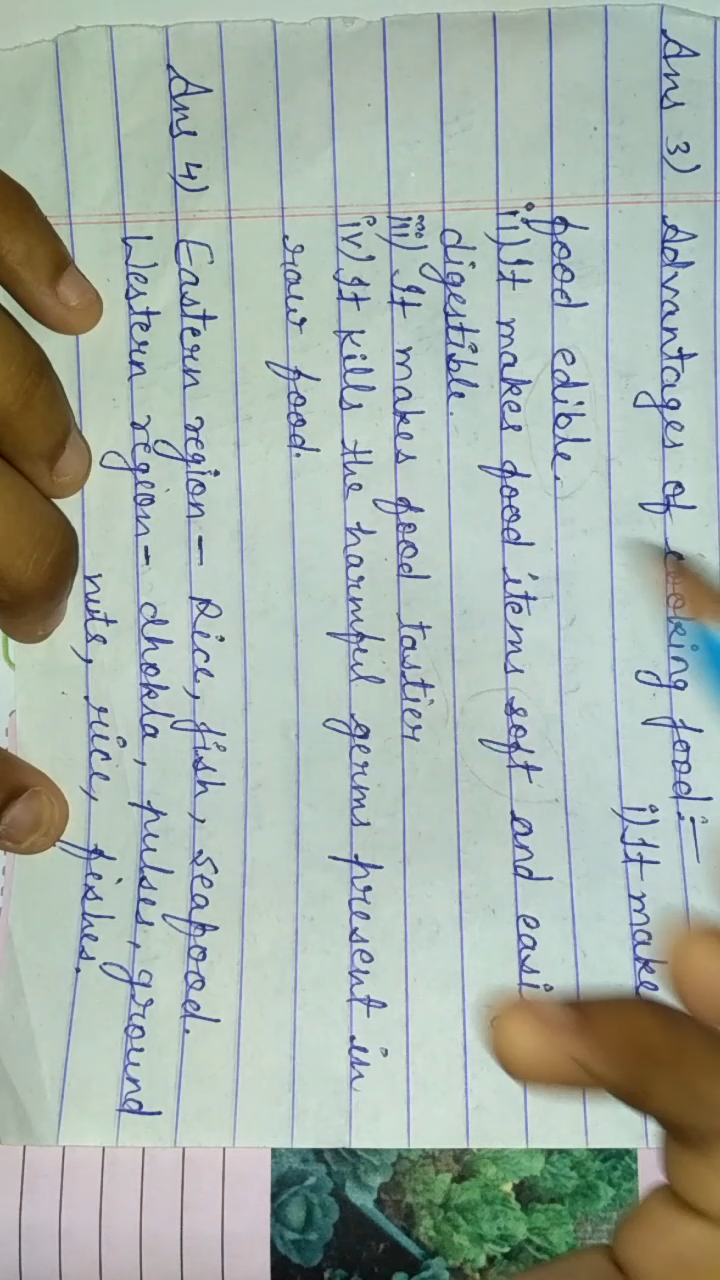 Ans 3) Advantages of cooking food :-
i) It make
food edible.
ii) It makes food items soft and easi
digestible.
iii) It makes food tastier
iv) It kills the harmful germs present in
raw food.
Ans 4) Eastern region - Rice, fish, seafood.
Western region - dhokla, pulses, ground
nuts, rice, fishes.